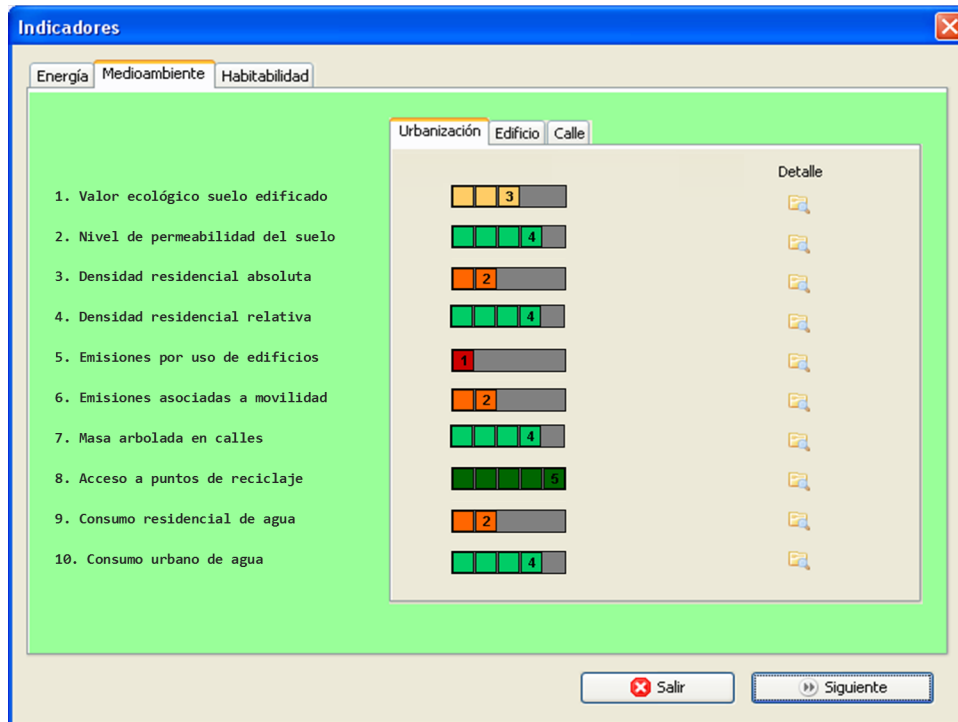 Indicadores
Energía Medioambiente Habitabilidad
Urbanización Edificio Calle
Detalle
1. Valor ecológico suelo edificado 3
2. Nivel de permeabilidad del suelo 4
3. Densidad residencial absoluta 2
4. Densidad residencial relativa 4
5. Emisiones por uso de edificios 1
6. Emisiones asociadas a movilidad 2
7. Masa arbolada en calles 4
8. Acceso a puntos de reciclaje 5
9. Consumo residencial de agua 2
10. Consumo urbano de agua 4
Salir Siguiente